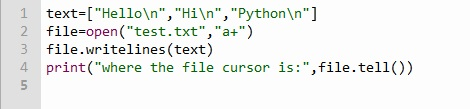 1 text=["Hello\n","Hi\n","Python\n"]
2 file=open("test.txt","a+")
3 file.writelines(text)
4 print("where the file cursor is:",file.tell())
5